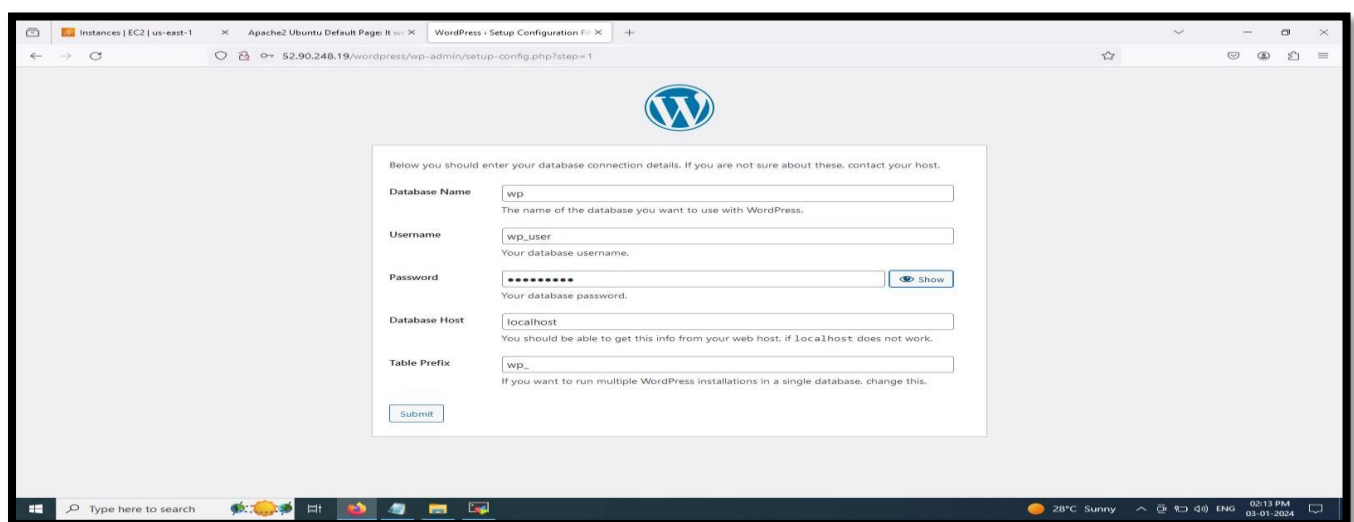 Instances | EC2 | us-east-1
Apache2 Ubuntu Default Page: It w
WordPress › Setup Configuration Fil
52.90.248.19/wordpress/wp-admin/setup-config.php?step=1
Below you should enter your database connection details. If you are not sure about these, contact your host.
Database Name
wp
The name of the database you want to use with WordPress.
Username
wp_user
Your database username.
Password
•••••••••
Show
Your database password.
Database Host
localhost
You should be able to get this info from your web host, if localhost does not work.
Table Prefix
wp_
If you want to run multiple WordPress installations in a single database, change this.
Submit
Type here to search
28°C Sunny
ENG
02:13 PM
03-01-2024